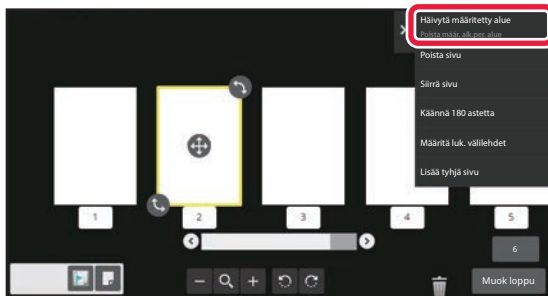 Häivytä määritetty alue
Poista määr. alk.per. alue
Poista sivu
Siirrä sivu
Käännä 180 astetta
Määritä luk. välilehdet
Lisää tyhjä sivu
1
2
3
4
5
6
Muok loppu